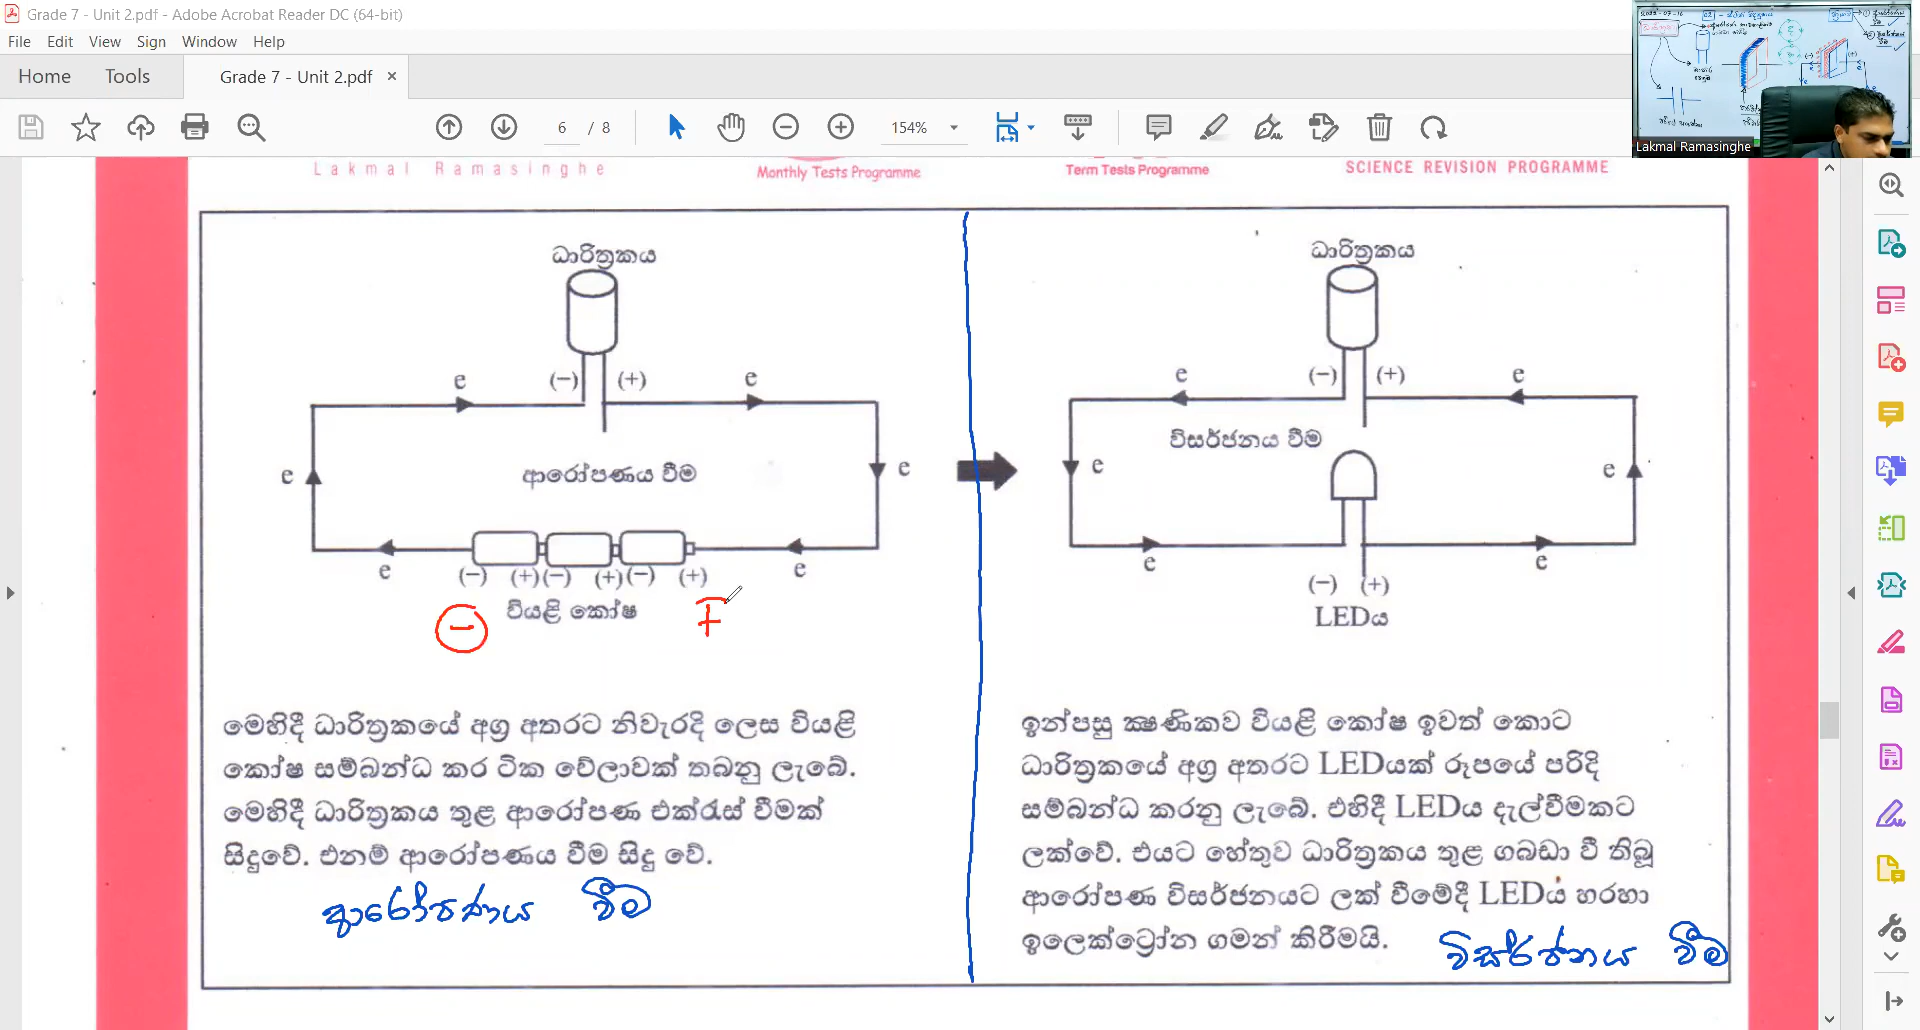 Grade 7 - Unit 2.pdf - Adobe Acrobat Reader DC (64-bit)
File Edit View Sign Window Help
Home Tools Grade 7 - Unit 2.pdf ×
6 / 8 154%
Lakmal Ramasinghe
Lakmal Ramasinghe Monthly Tests Programme Term Tests Programme SCIENCE REVISION PROGRAMME
ධාරිත්‍රකය
e (−) (+) e
e ආරෝපණය වීම e
e (−) (+) (−) (+) (−) (+) e
වියළි කෝෂ
− +
මෙහිදී ධාරිත්‍රකයේ අග්‍ර අතරට නිවැරදි ලෙස වියළි
කෝෂ සම්බන්ධ කර ටික වේලාවක් තබනු ලැබේ.
මෙහිදී ධාරිත්‍රකය තුළ ආරෝපණ එක්රැස් වීමක්
සිදුවේ. එනම් ආරෝපණය වීම සිදු වේ.
ආරෝපණය වීම
ධාරිත්‍රකය
e (−) (+) e
විසර්ජනය වීම
e e
e e
(−) (+)
LEDය
ඉන්පසු ක්‍ෂණිකව වියළි කෝෂ ඉවත් කොට
ධාරිත්‍රකයේ අග්‍ර අතරට LEDයක් රූපයේ පරිදි
සම්බන්ධ කරනු ලැබේ. එහිදී LEDය දැල්වීමකට
ලක්වේ. එයට හේතුව ධාරිත්‍රකය තුළ ගබඩා වී තිබූ
ආරෝපණ විසර්ජනයට ලක් වීමේදී LEDය හරහා
ඉලෙක්ට්‍රෝන ගමන් කිරීමයි.
විසර්ජනය වීම